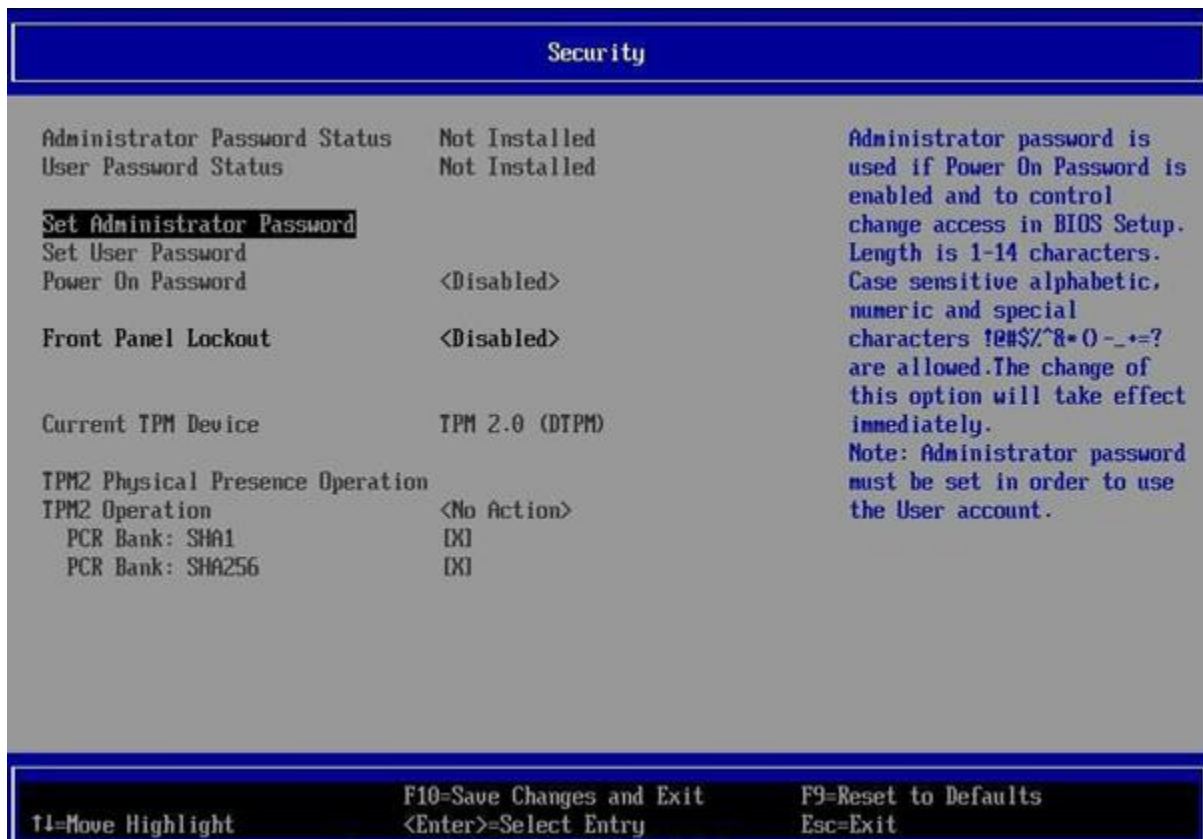 Security
Administrator Password Status Not Installed
User Password Status Not Installed
Set Administrator Password
Set User Password
Power On Password <Disabled>
Front Panel Lockout <Disabled>
Current TPM Device TPM 2.0 (DTPM)
TPM2 Physical Presence Operation
TPM2 Operation <No Action>
PCR Bank: SHA1 [X]
PCR Bank: SHA256 [X]
Administrator password is
used if Power On Password is
enabled and to control
change access in BIOS Setup.
Length is 1-14 characters.
Case sensitive alphabetic,
numeric and special
characters !@#$%^&*()-_+=?
are allowed.The change of
this option will take effect
immediately.
Note: Administrator password
must be set in order to use
the User account.
F10=Save Changes and Exit F9=Reset to Defaults
↑↓=Move Highlight <Enter>=Select Entry Esc=Exit